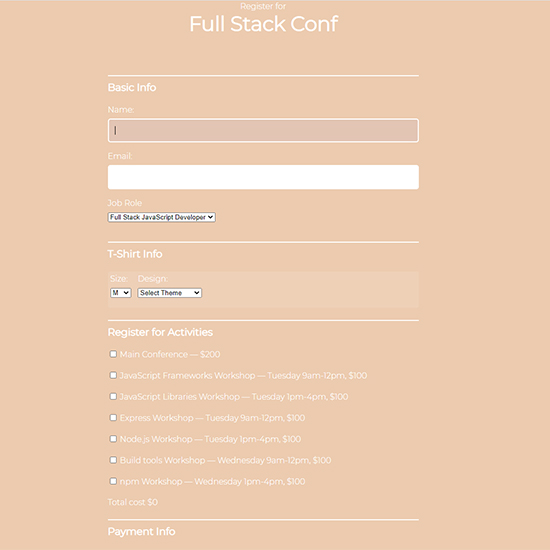 Register for
Full Stack Conf
Basic Info
Name:
Email:
Job Role
Full Stack JavaScript Developer
T-Shirt Info
Size: Design:
M Select Theme
Register for Activities
Main Conference — $200
JavaScript Frameworks Workshop — Tuesday 9am-12pm, $100
JavaScript Libraries Workshop — Tuesday 1pm-4pm, $100
Express Workshop — Tuesday 9am-12pm, $100
Node.js Workshop — Tuesday 1pm-4pm, $100
Build tools Workshop — Wednesday 9am-12pm, $100
npm Workshop — Wednesday 1pm-4pm, $100
Total cost $0
Payment Info